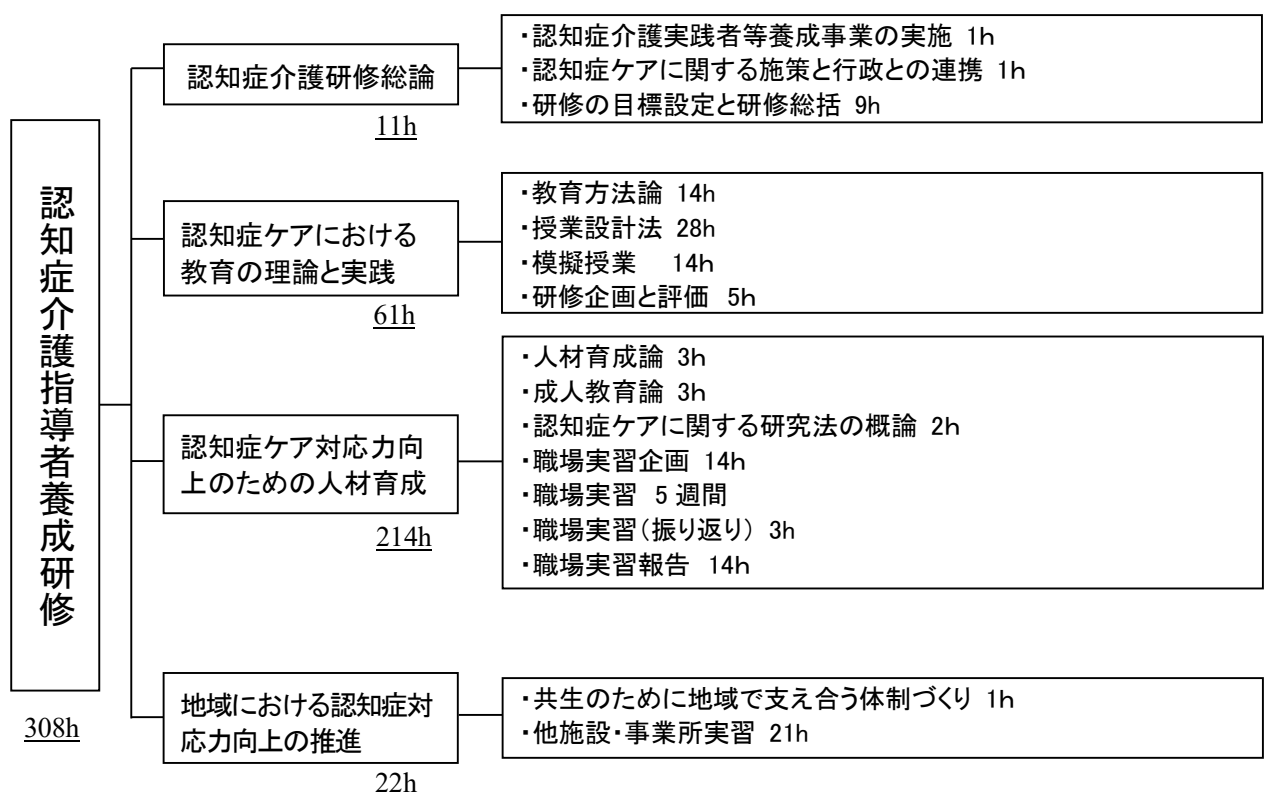 認知症介護指導者養成研修
308h
認知症介護研修総論
11h
・認知症介護実践者等養成事業の実施 1h
・認知症ケアに関する施策と行政との連携 1h
・研修の目標設定と研修総括 9h
認知症ケアにおける
教育の理論と実践
61h
・教育方法論 14h
・授業設計法 28h
・模擬授業 14h
・研修企画と評価 5h
認知症ケア対応力向
上のための人材育成
214h
・人材育成論 3h
・成人教育論 3h
・認知症ケアに関する研究法の概論 2h
・職場実習企画 14h
・職場実習 5週間
・職場実習(振り返り) 3h
・職場実習報告 14h
地域における認知症対
応力向上の推進
22h
・共生のために地域で支え合う体制づくり 1h
・他施設・事業所実習 21h